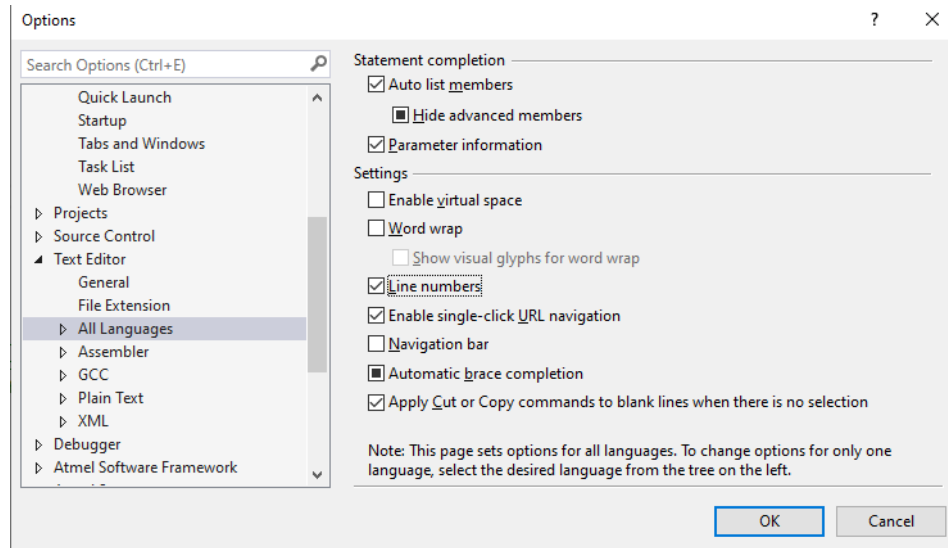 Options
?
Search Options (Ctrl+E)
Quick Launch
Startup
Tabs and Windows
Task List
Web Browser
Projects
Source Control
Text Editor
General
File Extension
All Languages
Assembler
GCC
Plain Text
XML
Debugger
Atmel Software Framework
Statement completion
Auto list members
Hide advanced members
Parameter information
Settings
Enable virtual space
Word wrap
Show visual glyphs for word wrap
Line numbers
Enable single-click URL navigation
Navigation bar
Automatic brace completion
Apply Cut or Copy commands to blank lines when there is no selection
Note: This page sets options for all languages. To change options for only one
language, select the desired language from the tree on the left.
OK
Cancel